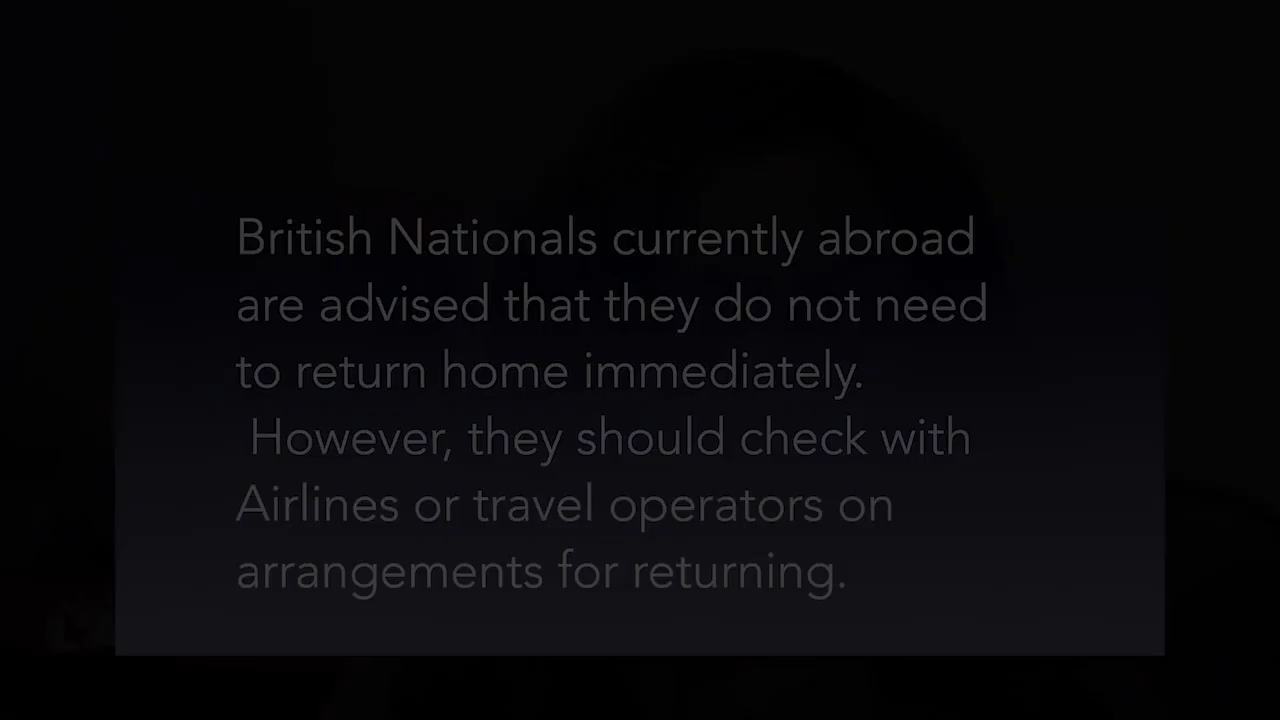 British Nationals currently abroad
are advised that they do not need
to return home immediately.
However, they should check with
Airlines or travel operators on
arrangements for returning.